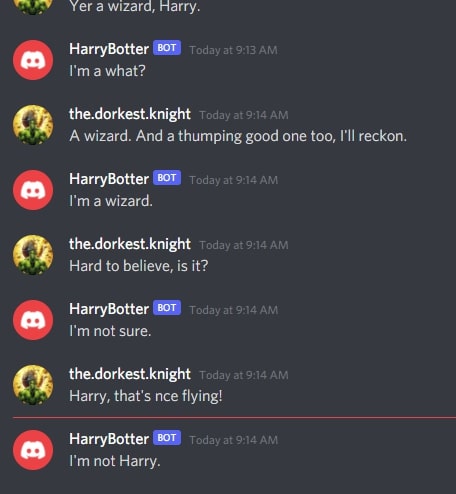 Yer a wizard, Harry.
HarryBotter BOT Today at 9:13 AM
I'm a what?
the.dorkest.knight Today at 9:14 AM
A wizard. And a thumping good one too, I'll reckon.
HarryBotter BOT Today at 9:14 AM
I'm a wizard.
the.dorkest.knight Today at 9:14 AM
Hard to believe, is it?
HarryBotter BOT Today at 9:14 AM
I'm not sure.
the.dorkest.knight Today at 9:14 AM
Harry, that's nce flying!
HarryBotter BOT Today at 9:14 AM
I'm not Harry.